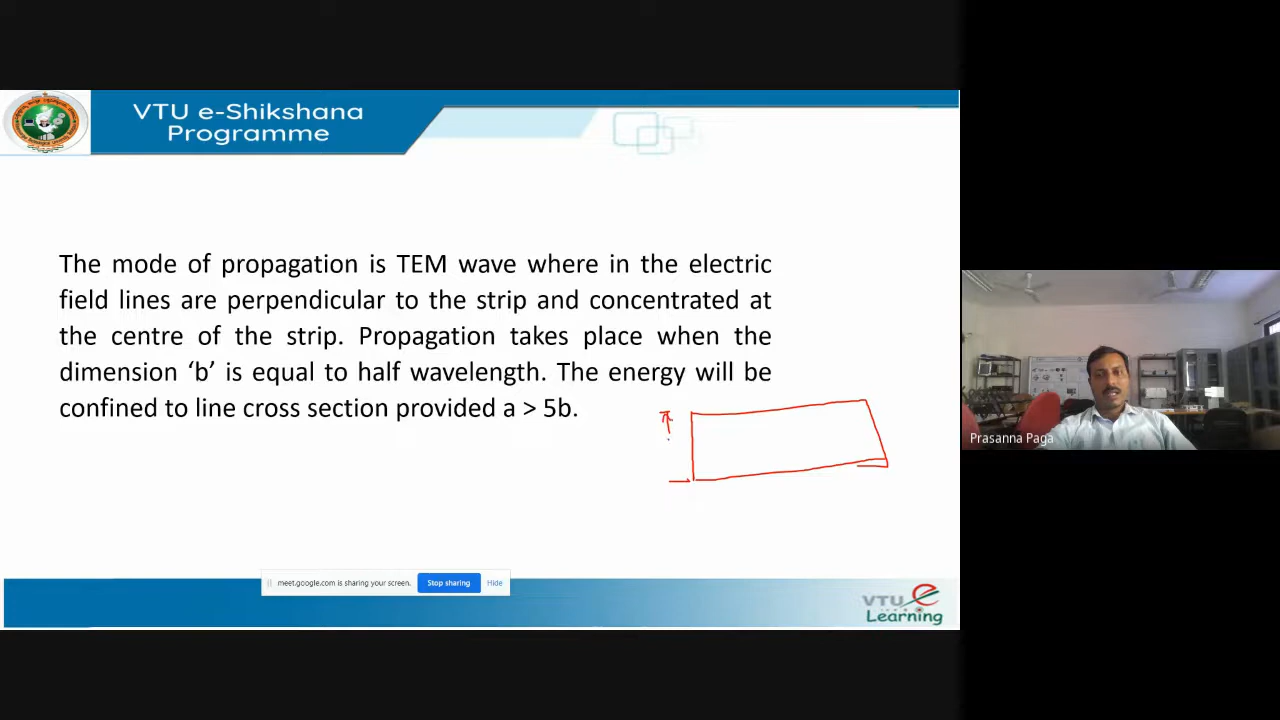 VTU e-Shikshana
Programme
The mode of propagation is TEM wave where in the electric
field lines are perpendicular to the strip and concentrated at
the centre of the strip. Propagation takes place when the
dimension ‘b’ is equal to half wavelength. The energy will be
confined to line cross section provided a > 5b.
Prasanna Paga
meet.google.com is sharing your screen.
Stop sharing
Hide
VTU e
Learning